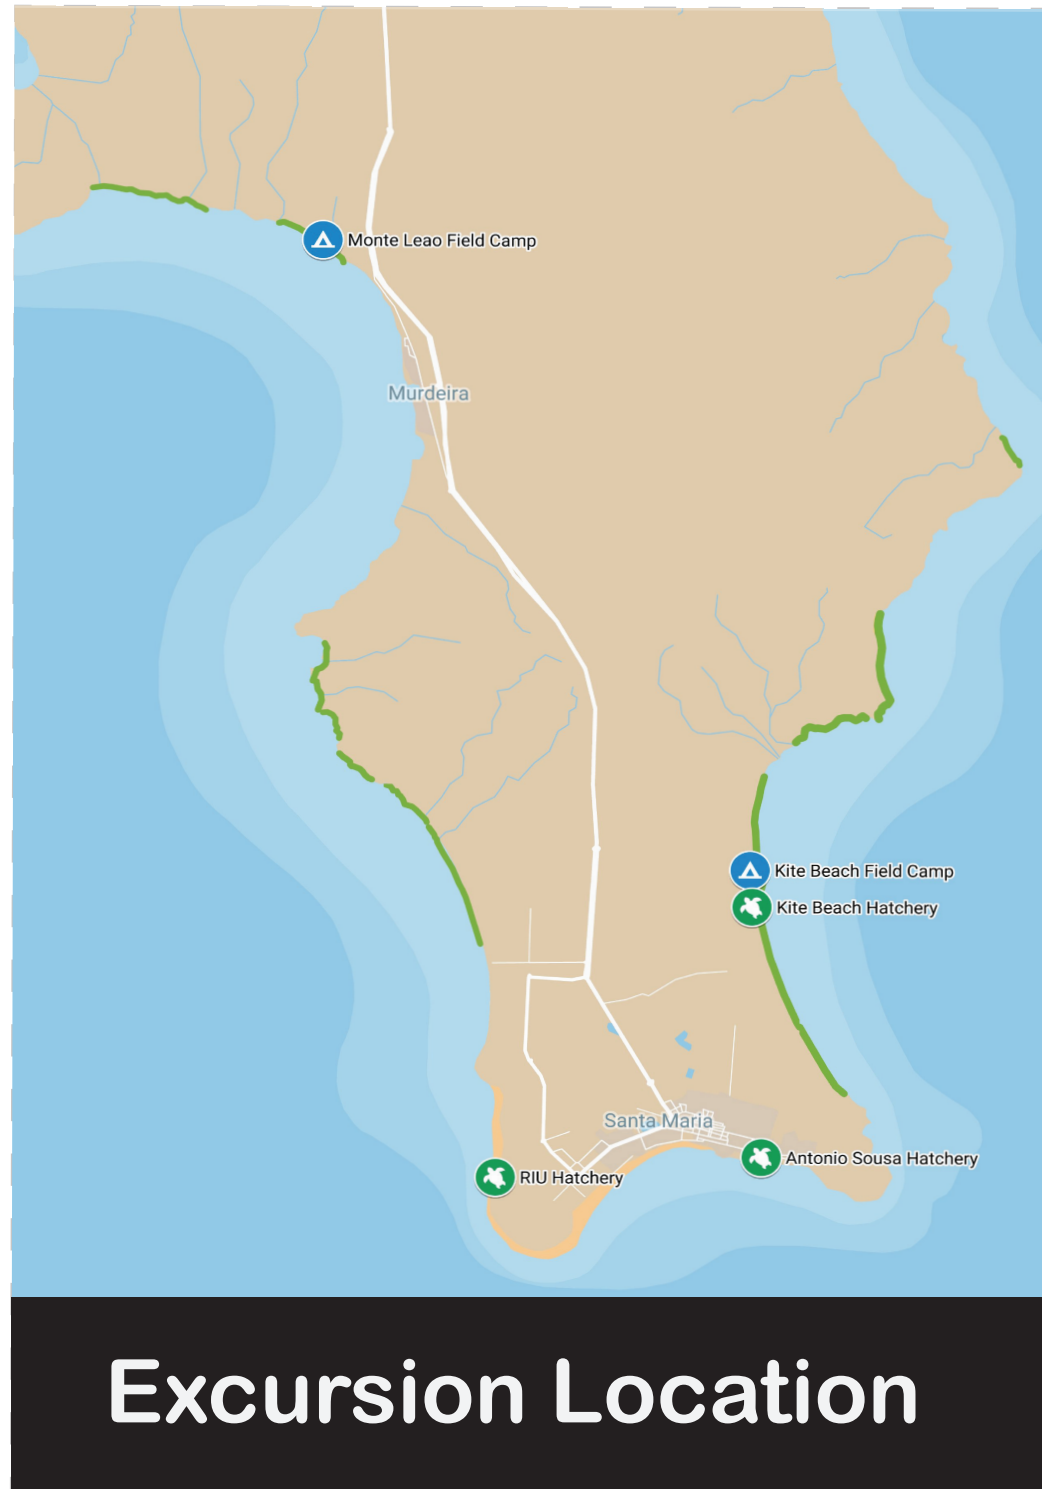 Monte Leao Field Camp
Murdeira
Kite Beach Field Camp
Kite Beach Hatchery
Santa Maria
Antonio Sousa Hatchery
RIU Hatchery
Excursion Location